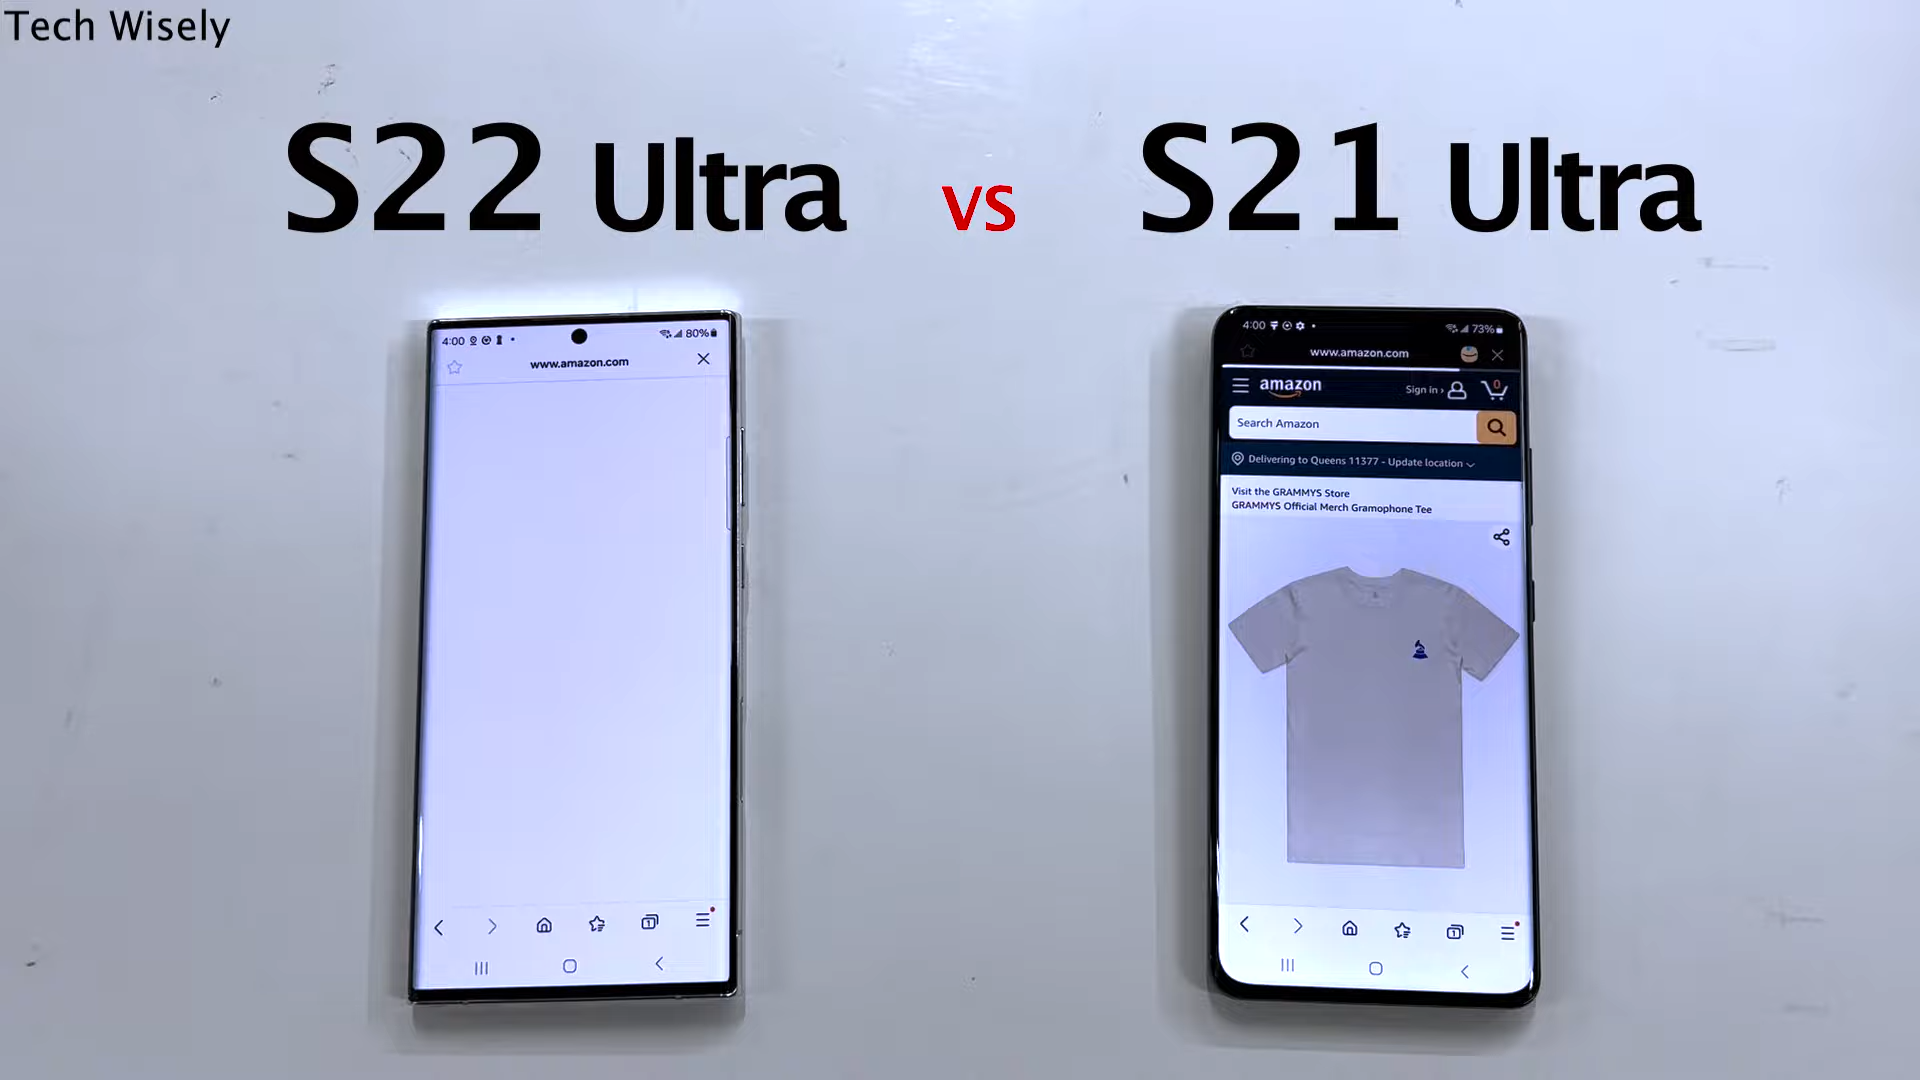 Tech Wisely
S22 Ultra vs S21 Ultra
4:00
80%
www.amazon.com
1
4:00
73%
www.amazon.com
amazon
Sign in ›
0
Search Amazon
Delivering to Queens 11377 - Update location
Visit the GRAMMYS Store
GRAMMYS Official Merch Gramophone Tee
1